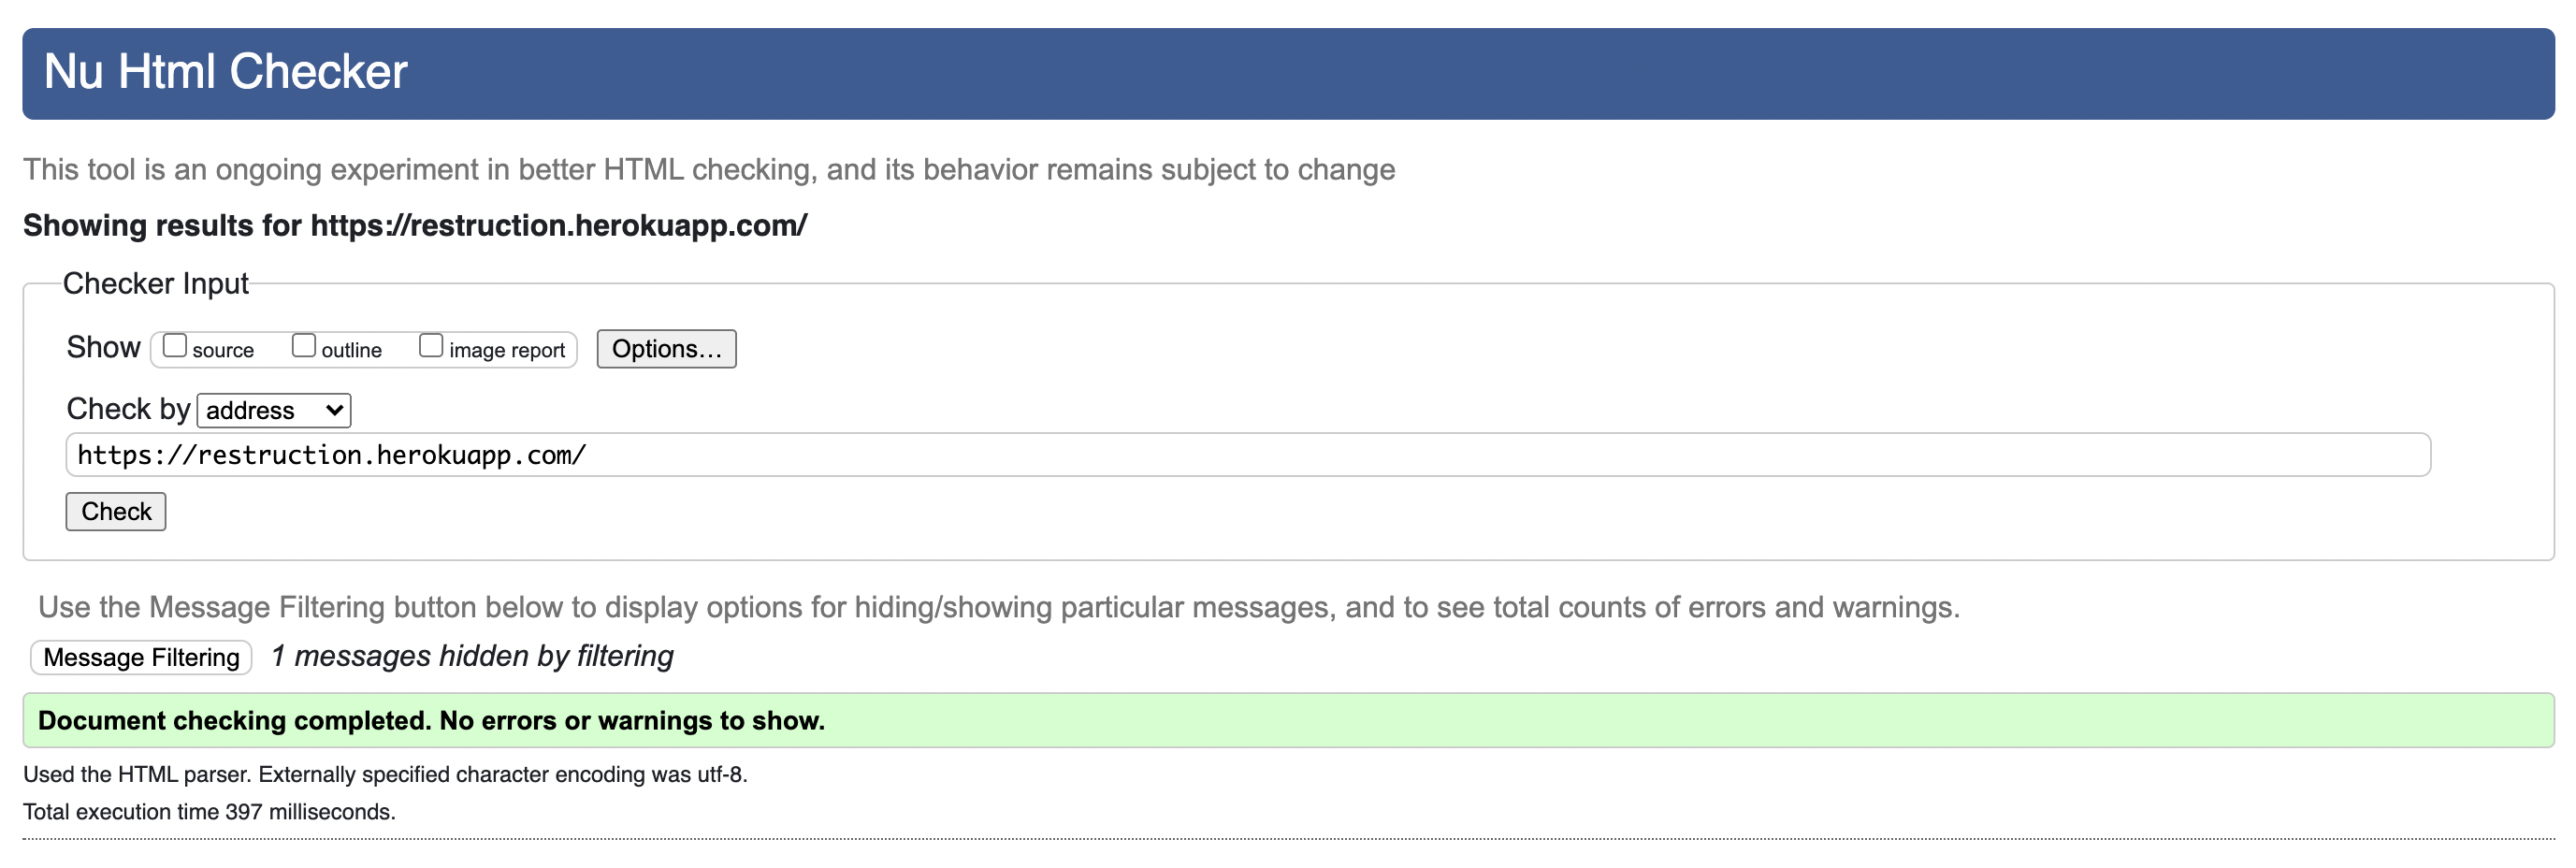 Nu Html Checker
This tool is an ongoing experiment in better HTML checking, and its behavior remains subject to change
Showing results for https://restruction.herokuapp.com/
Checker Input
Show source outline image report Options...
Check by address
https://restruction.herokuapp.com/
Check
Use the Message Filtering button below to display options for hiding/showing particular messages, and to see total counts of errors and warnings.
Message Filtering 1 messages hidden by filtering
Document checking completed. No errors or warnings to show.
Used the HTML parser. Externally specified character encoding was utf-8.
Total execution time 397 milliseconds.